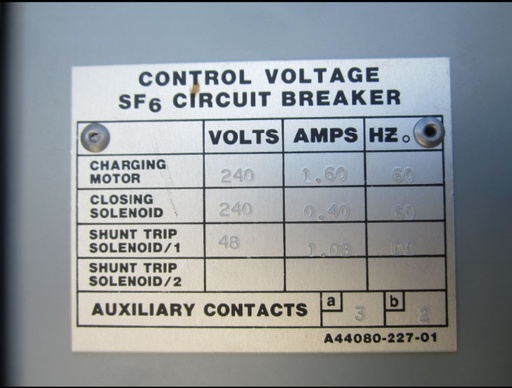 CONTROL VOLTAGE
SF6 CIRCUIT BREAKER
VOLTS AMPS HZ.
CHARGING MOTOR 240 1.60 60
CLOSING SOLENOID 240 0.40 60
SHUNT TRIP SOLENOID/1 48
SHUNT TRIP SOLENOID/2
AUXILIARY CONTACTS a 3 b
A44080-227-01